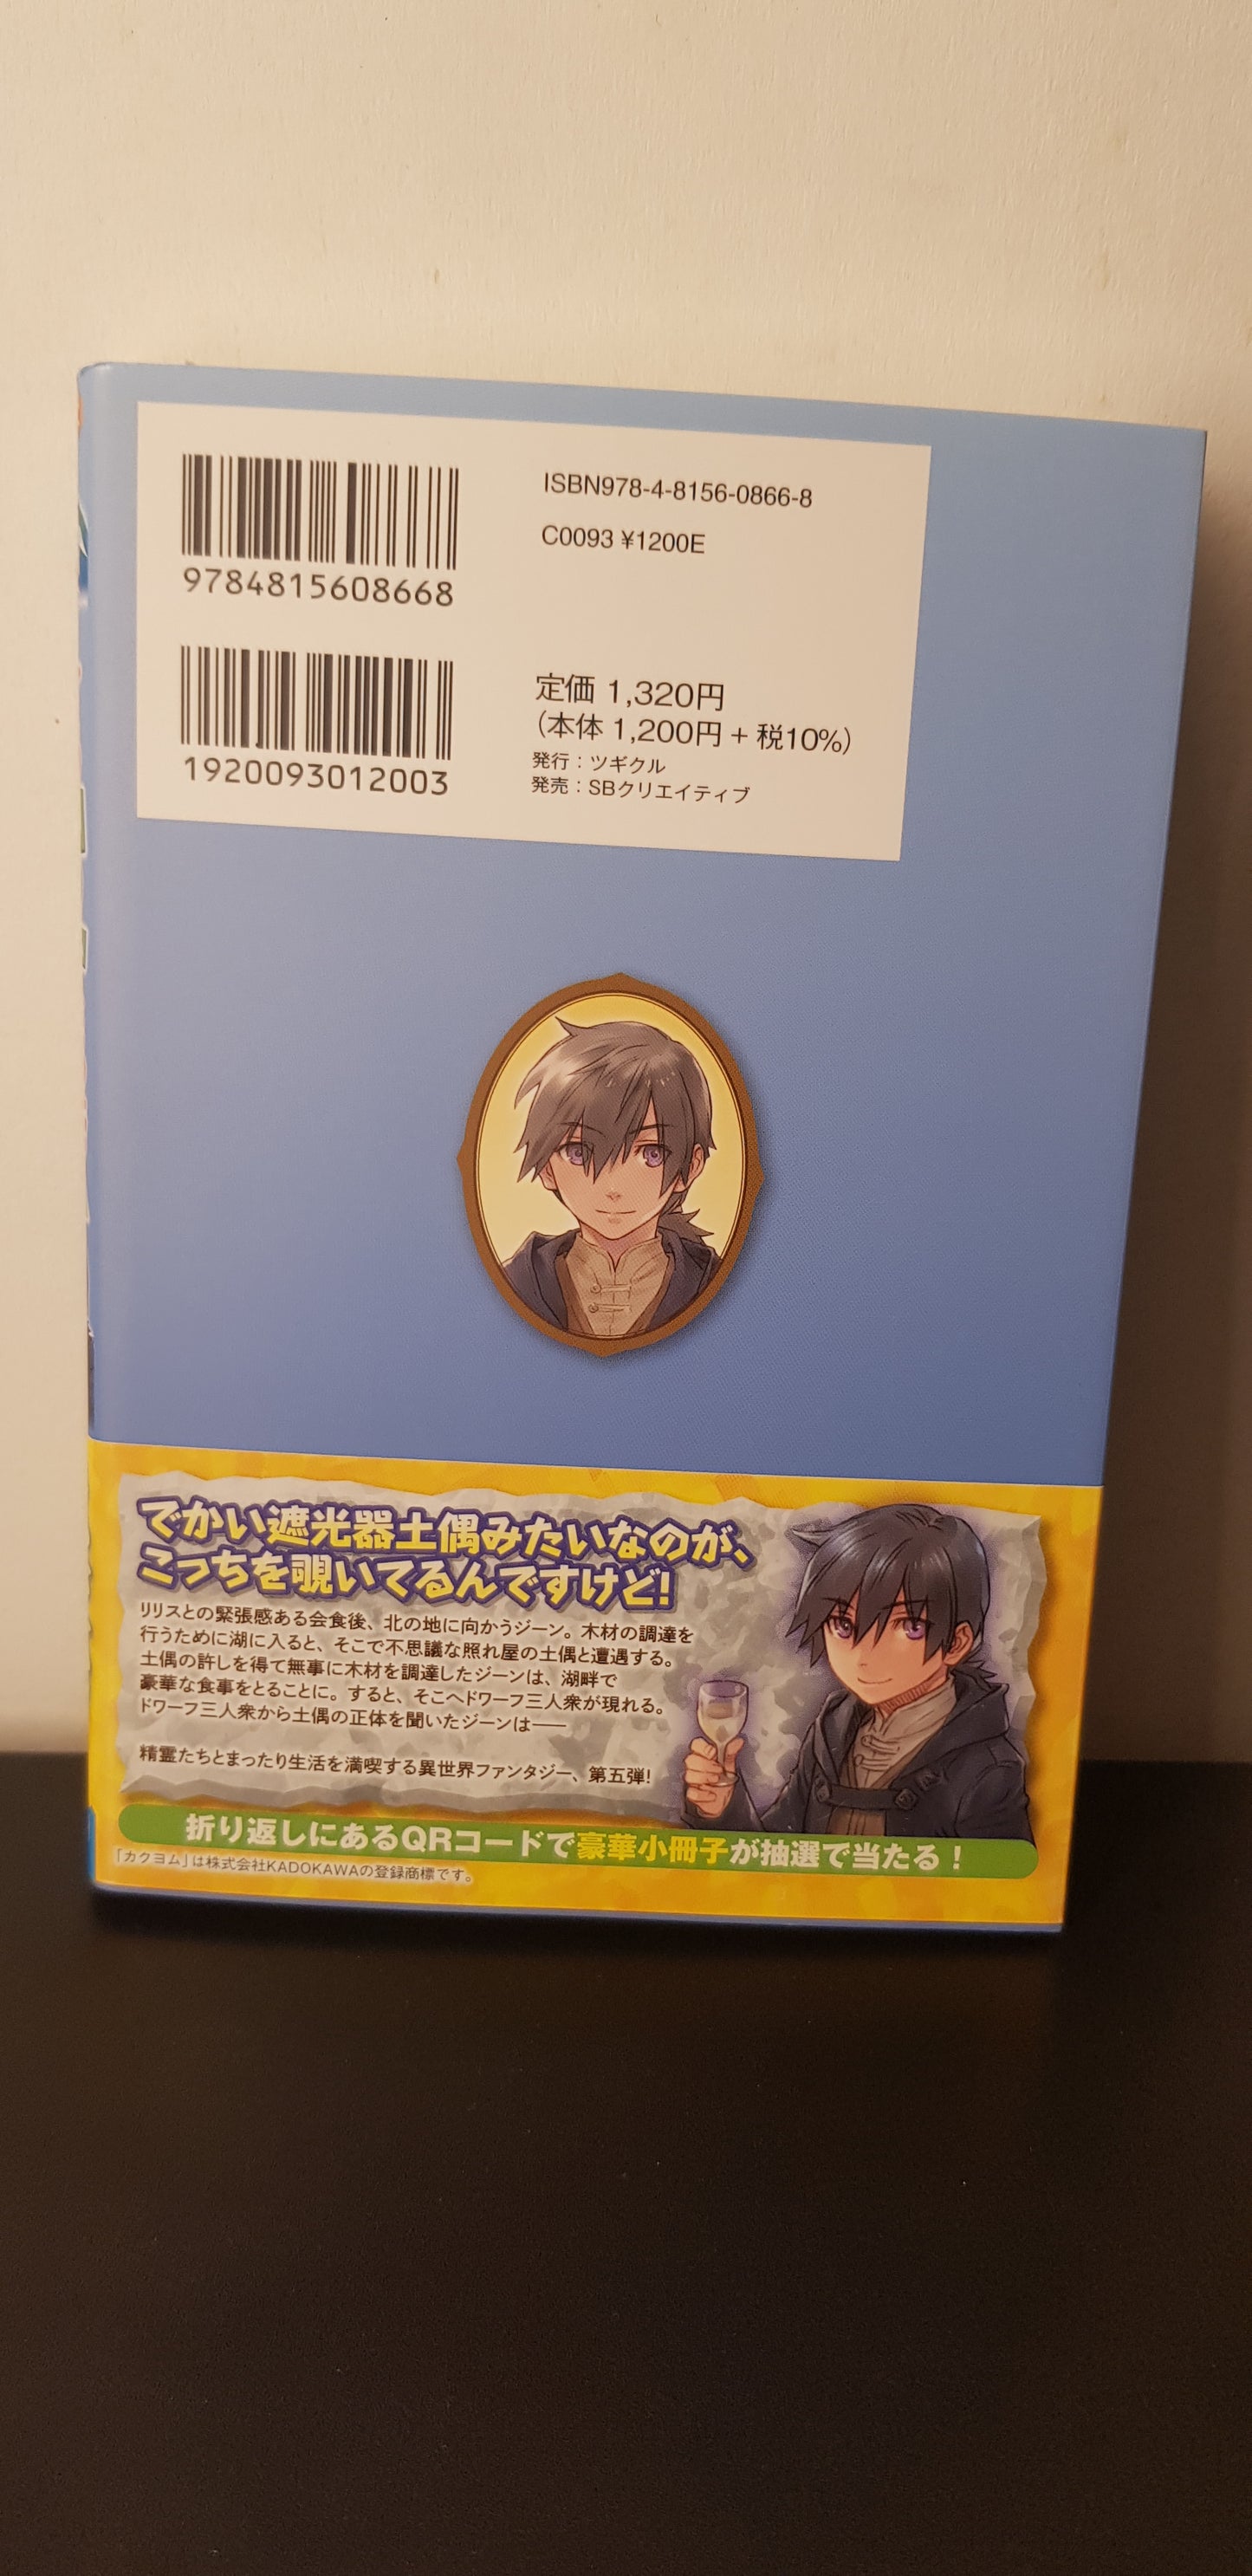 ISBN978-4-8156-0866-8
C0093 ¥1200E
9784815608668
1920093012003
定価 1,320円
(本体 1,200円 + 税10%)
発行：ツギクル
発売：SBクリエイティブ
でかい遮光器土偶みたいなのが、
こっちを覗いてるんですけど!
リリスとの緊張感ある会食後、北の地に向かうジーン。木材の調達を
行うために湖に入ると、そこで不思議な照れ屋の土偶と遭遇する。
土偶の許しを得て無事に木材を調達したジーンは、湖畔で
豪華な食事をとることに。すると、そこへドワーフ三人衆が現れる。
ドワーフ三人衆から土偶の正体を聞いたジーンは――
精霊たちとまったり生活を満喫する異世界ファンタジー、第五弾!
折り返しにあるQRコードで豪華小冊子が抽選で当たる！
「カクヨム」は株式会社KADOKAWAの登録商標です。